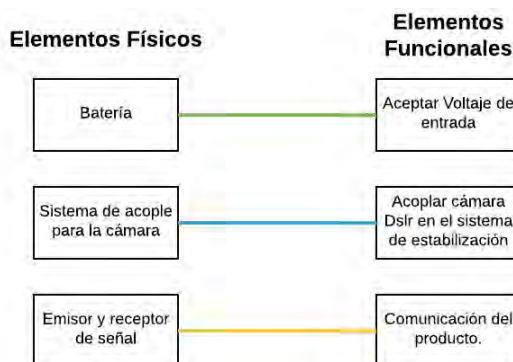 Elementos Físicos
Elementos
Funcionales
Batería
Aceptar Voltaje de
entrada
Sistema de acople
para la cámara
Acoplar cámara
Dslr en el sistema
de estabilización
Emisor y receptor
de señal
Comunicación del
producto.